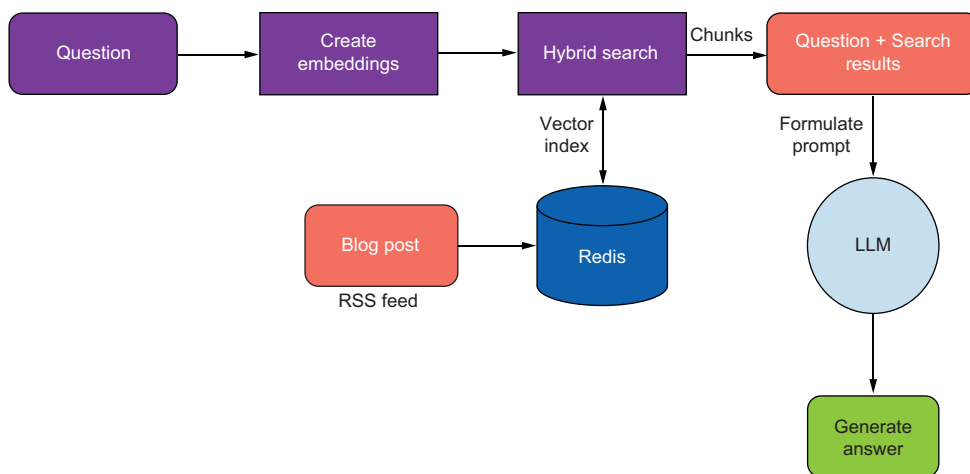 Question
Create
embeddings
Hybrid search
Chunks
Question + Search
results
Vector
index
Formulate
prompt
Blog post
RSS feed
Redis
LLM
Generate
answer